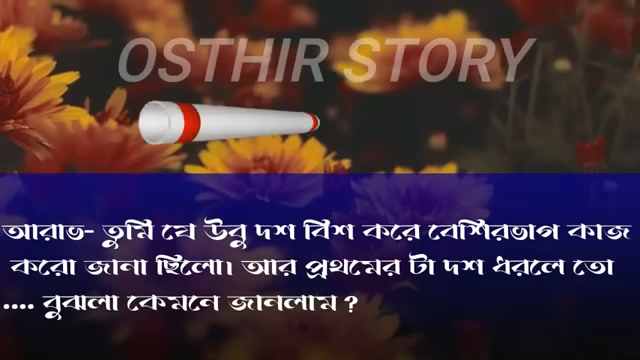 OSTHIR STORY
আরাভ- তুমি যে উবু দশ বিশ করে বেশিরভাগ কাজ
করো জানা ছিলো। আর প্রথমের টা দশ ধরলে তো
.... বুঝলা কেমনে জানলাম ?